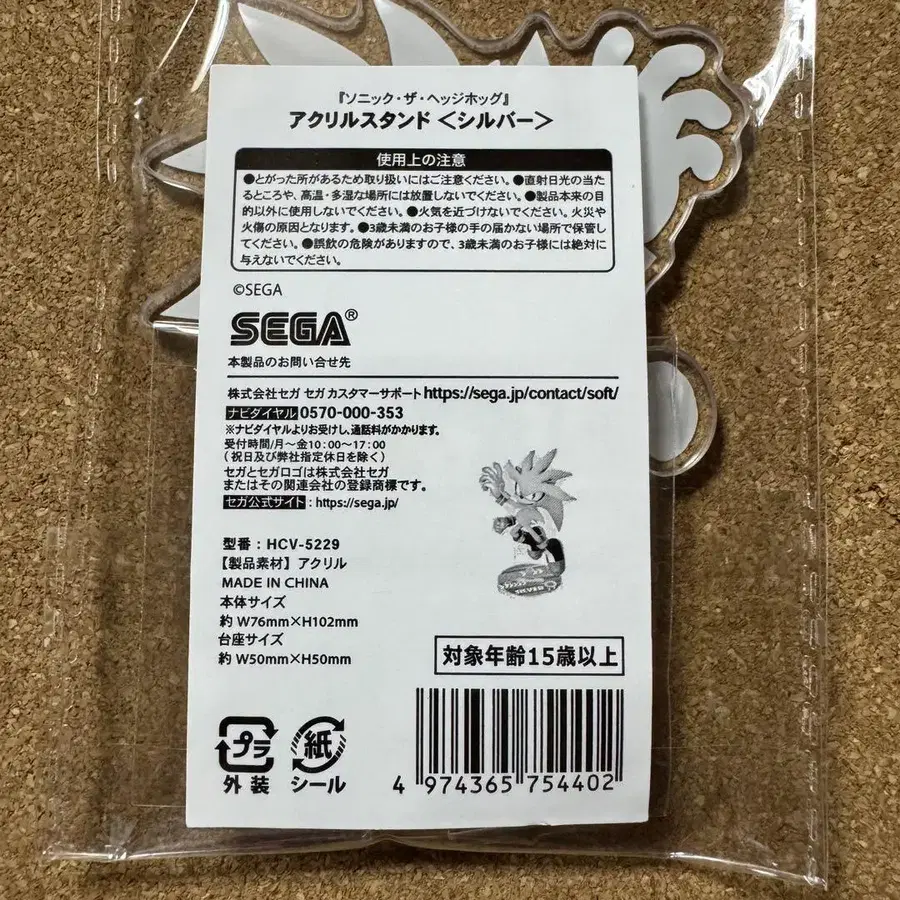 『ソニック・ザ・ヘッジホッグ』
アクリルスタンド＜シルバー＞
使用上の注意
●とがった所があるため取り扱いにはご注意ください。●直射日光の当た
るところや、高温・多湿な場所には放置しないでください。●製品本来の目
的以外に使用しないでください。●火気を近づけないでください。火災や
火傷の原因となります。●3歳未満のお子様の手の届かない場所で保管し
てください。●誤飲の危険がありますので、3歳未満のお子様には絶対に
与えないでください。
©SEGA
SEGA®
本製品のお問い合せ先
株式会社セガ セガ カスタマーサポート https://sega.jp/contact/soft/
ナビダイヤル 0570-000-353
※ナビダイヤルよりお受けし、通話料がかかります。
受付時間/月～金10：00～17：00
（祝日及び弊社指定休日を除く）
セガとセガロゴは株式会社セガ
またはその関連会社の登録商標です。
セガ公式サイト：https://sega.jp/
型番：HCV-5229
【製品素材】アクリル
MADE IN CHINA
本体サイズ
約 W76mm×H102mm
台座サイズ
約 W50mm×H50mm
SILVER
対象年齢15歳以上
プラ
外装
紙
シール
4 974365 754402